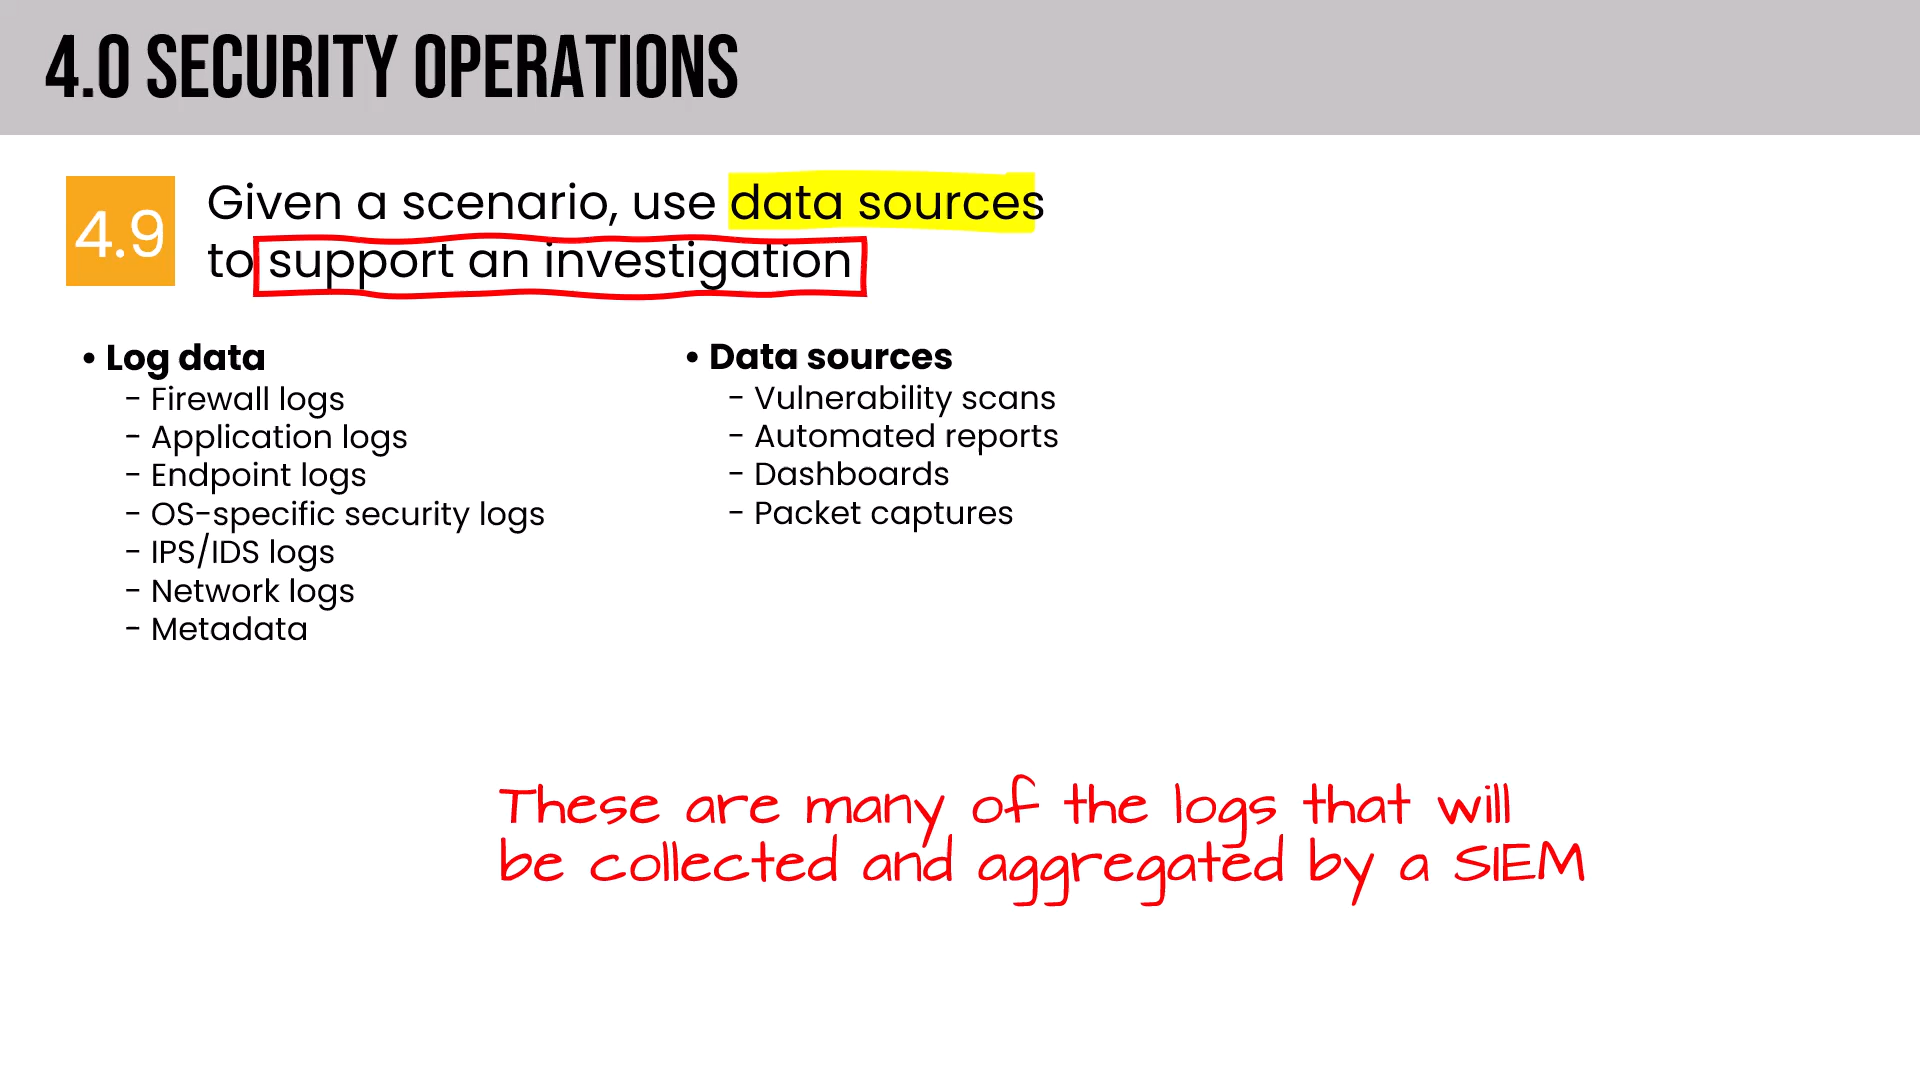 4.0 SECURITY OPERATIONS
4.9
Given a scenario, use data sources
to support an investigation
• Log data
- Firewall logs
- Application logs
- Endpoint logs
- OS-specific security logs
- IPS/IDS logs
- Network logs
- Metadata
• Data sources
- Vulnerability scans
- Automated reports
- Dashboards
- Packet captures
These are many of the logs that will
be collected and aggregated by a SIEM